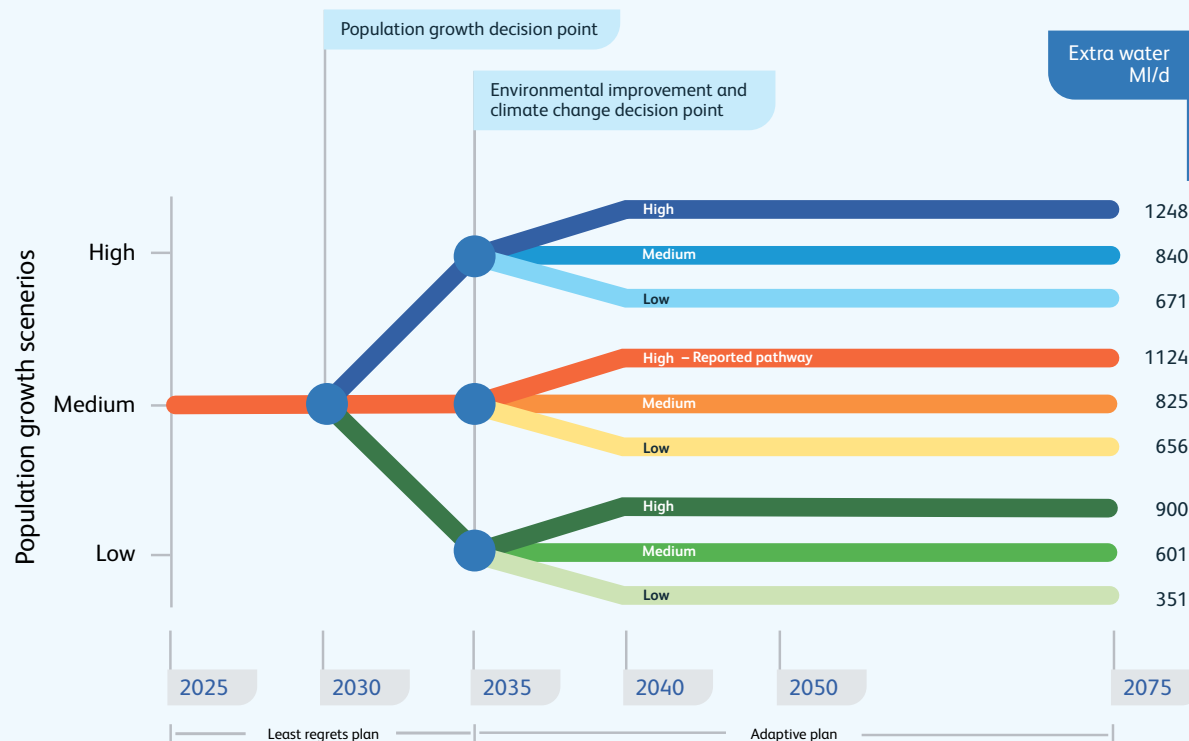 Population growth decision point
Environmental improvement and
climate change decision point
Extra water
Ml/d
Population growth scenerios
High
Medium
Low
High
1248
Medium
840
Low
671
High – Reported pathway
1124
Medium
825
Low
656
High
900
Medium
601
Low
351
2025
2030
2035
2040
2050
2075
Least regrets plan
Adaptive plan